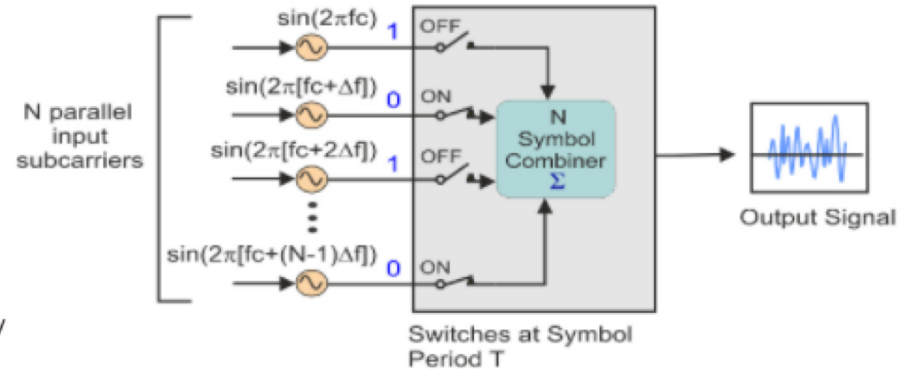 sin(2πfc)
1
OFF
sin(2π[fc+Δf])
0
ON
N parallel
input
subcarriers
sin(2π[fc+2Δf])
1
OFF
N
Symbol
Combiner
Σ
Output Signal
sin(2π[fc+(N-1)Δf])
0
ON
Switches at Symbol
Period T